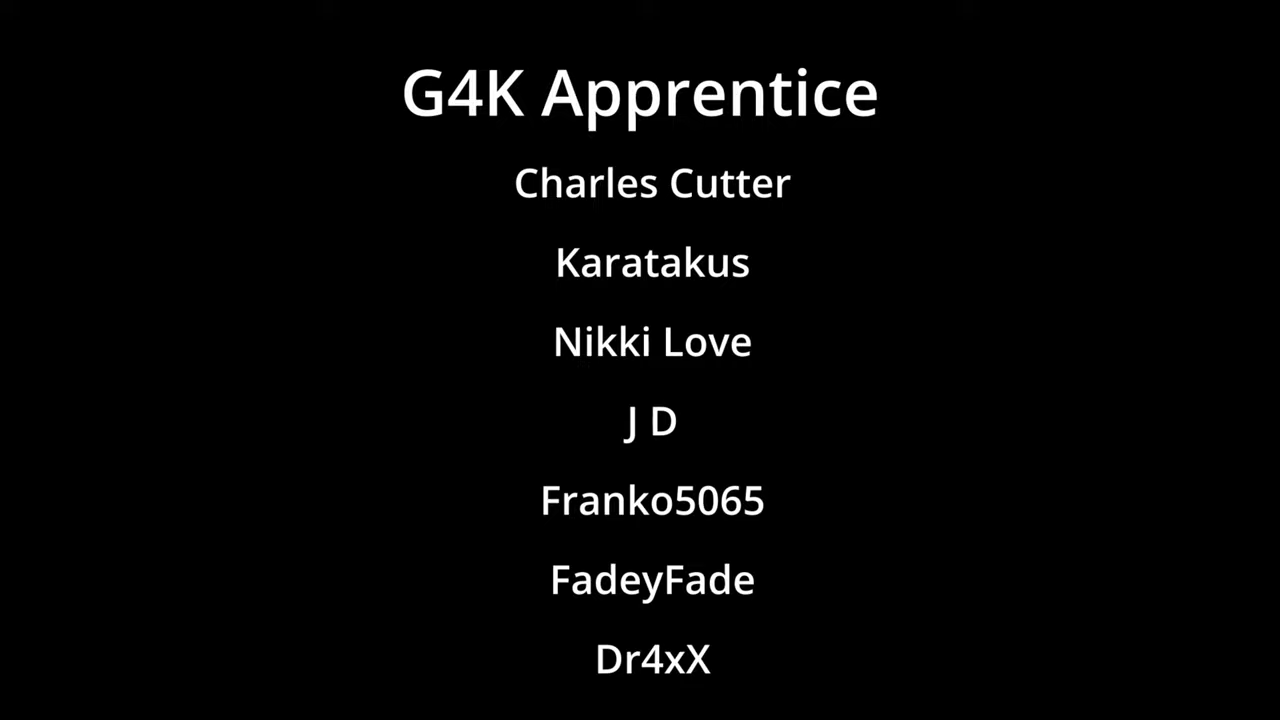 G4K Apprentice
Charles Cutter
Karatakus
Nikki Love
J D
Franko5065
FadeyFade
Dr4xX